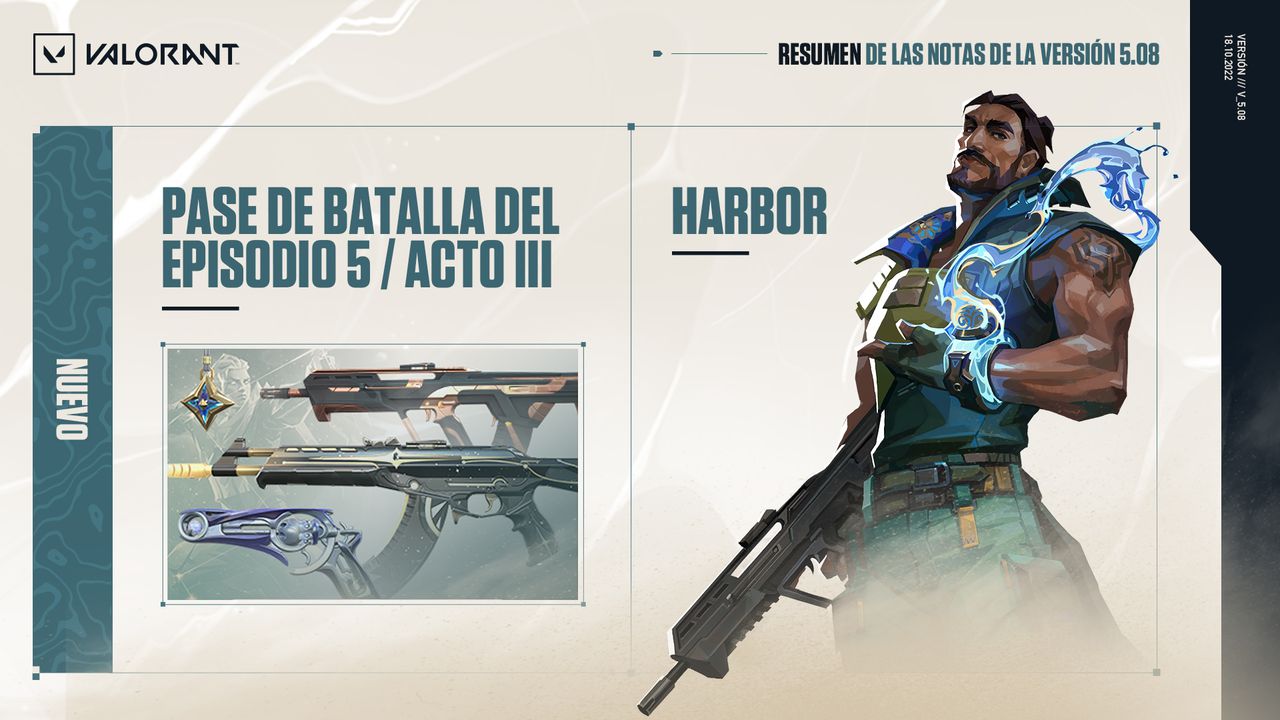 VALORANT
RESUMEN DE LAS NOTAS DE LA VERSIÓN 5.08
VERSIÓN /// V_5.08
18.10.2022
NUEVO
PASE DE BATALLA DEL
EPISODIO 5 / ACTO III
HARBOR